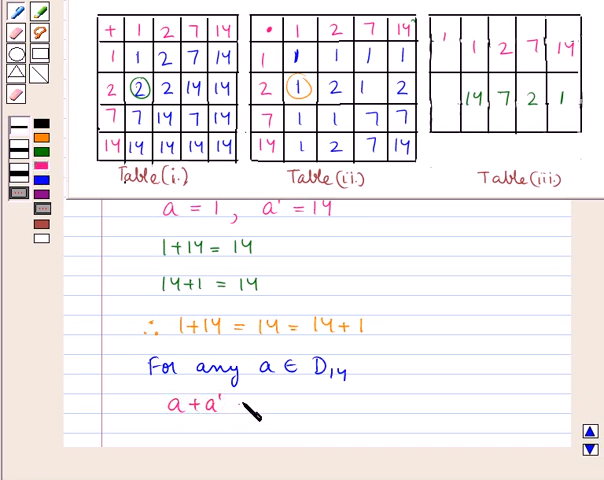 + 1 2 7 14
1 1 2 7 14
2 2 2 14 14
7 7 14 7 14
14 14 14 14 14
Table(i.)
• 1 2 7 14
1 1 1 1 1
2 1 2 1 2
7 1 1 7 7
14 1 2 7 14
Table(ii.)
' 1 2 7 14
14 7 2 1
Table(iii)
a = 1, a' = 14
1+14 = 14
14+1 = 14
∴ 1+14 = 14 = 14+1
For any a ∈ D₁₄
a + a'